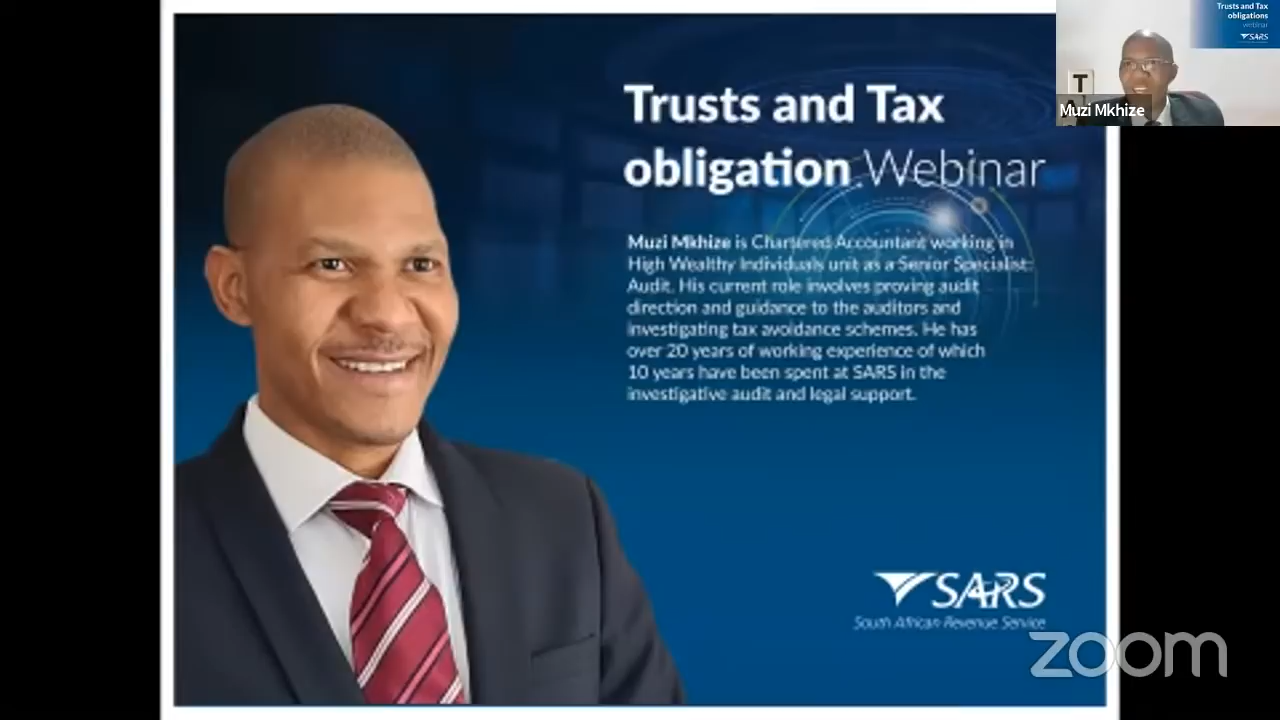 Trusts and Tax
obligation Webinar
Muzi Mkhize is Chartered Accountant working in
High Wealthy Individuals unit as a Senior Specialist:
Audit. His current role involves proving audit
direction and guidance to the auditors and
investigating tax avoidance schemes. He has
over 20 years of working experience of which
10 years have been spent at SARS in the
investigative audit and legal support.
SARS
South African Revenue Service
zoom
Trusts and Tax
obligations
webinar
SARS
T
Muzi Mkhize